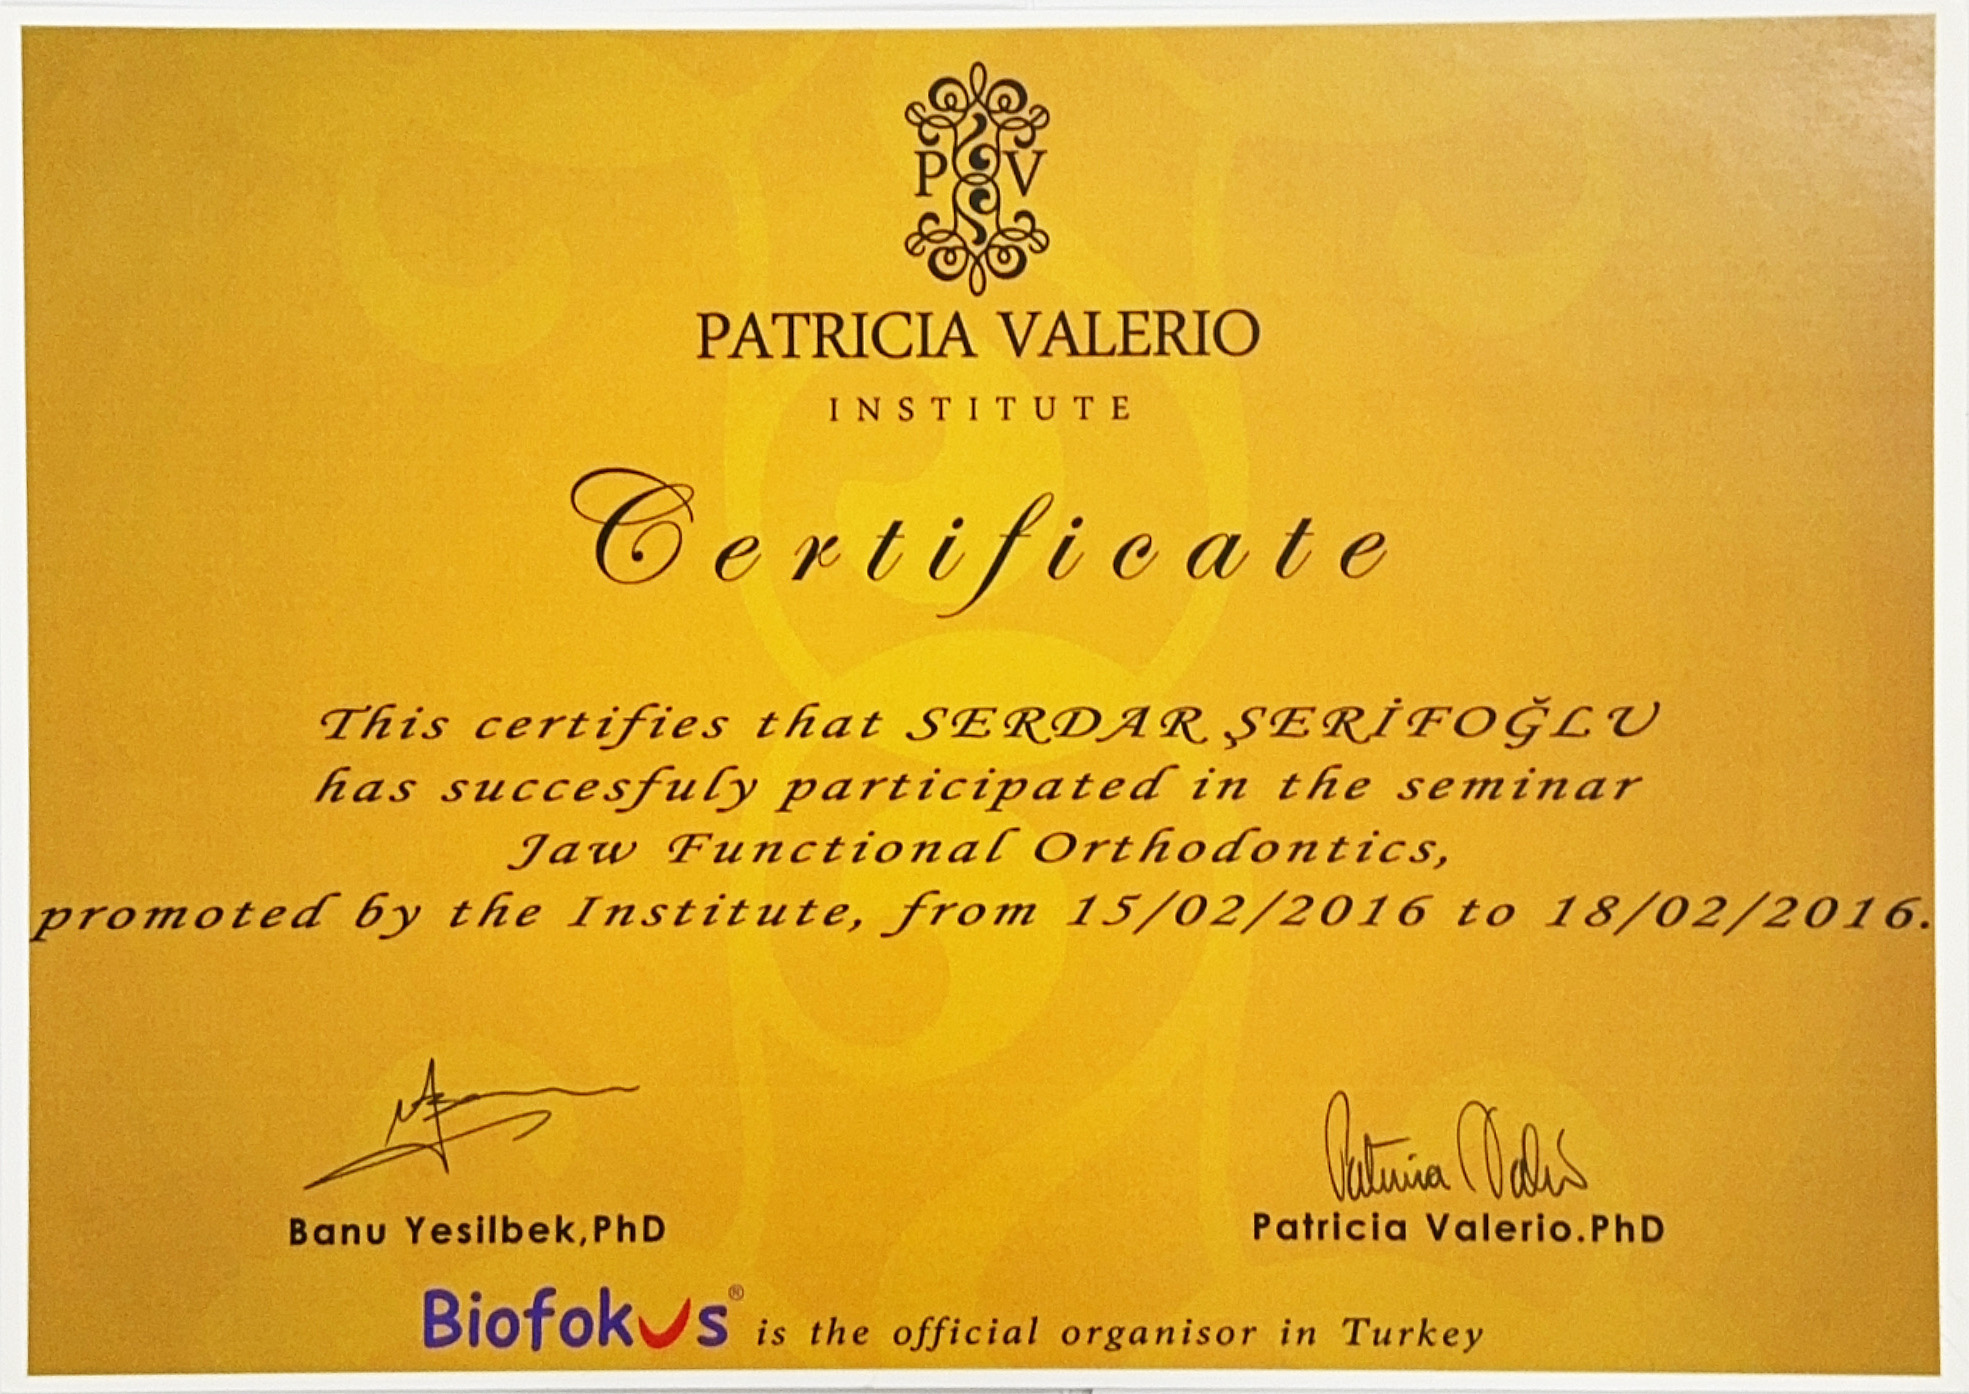 P V
PATRICIA VALERIO
INSTITUTE
Certificate
This certifies that SERDAR ŞERİFOĞLU
has succesfuly participated in the seminar
Jaw Functional Orthodontics,
promoted by the Institute, from 15/02/2016 to 18/02/2016.
Patricia Valerio
Banu Yesilbek,PhD
Patricia Valerio.PhD
Biofokus® is the official organisor in Turkey